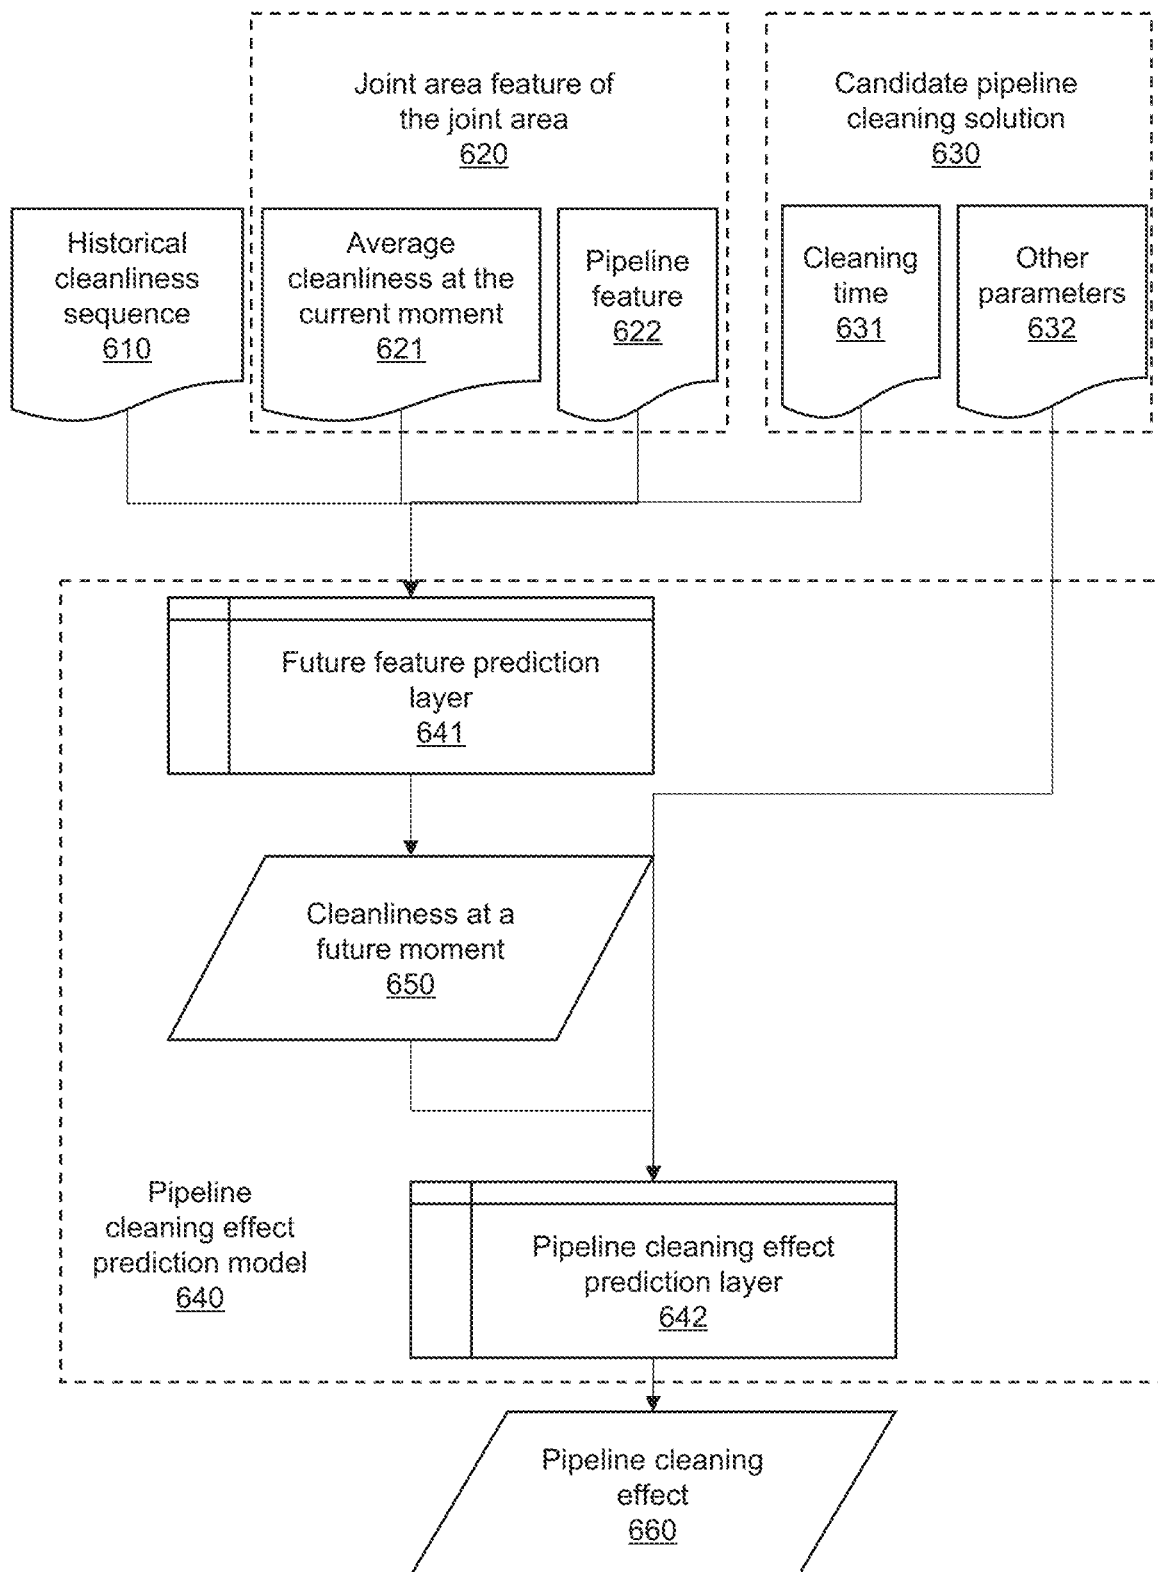 Joint area feature of
the joint area
620
Candidate pipeline
cleaning solution
630
Historical
cleanliness
sequence
610
Average
cleanliness at the
current moment
621
Pipeline
feature
622
Cleaning
time
631
Other
parameters
632
Future feature prediction
layer
641
Cleanliness at a
future moment
650
Pipeline
cleaning effect
prediction model
640
Pipeline cleaning effect
prediction layer
642
Pipeline cleaning
effect
660